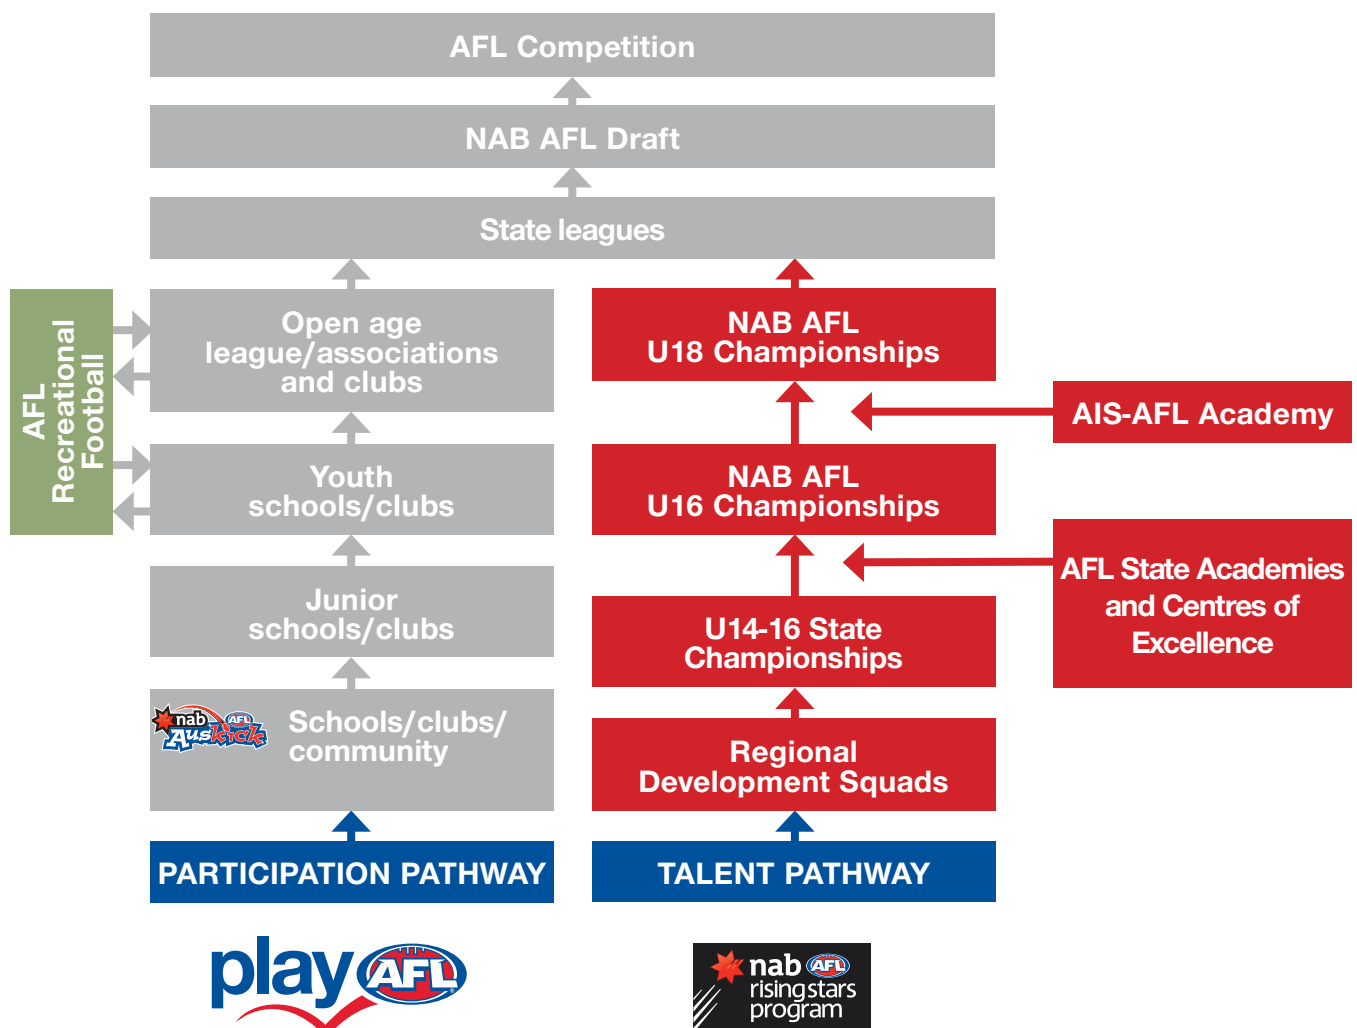 AFL Competition
NAB AFL Draft
State leagues
AFL
Recreational
Football
Open age
league/associations
and clubs
NAB AFL
U18 Championships
AIS-AFL Academy
Youth
schools/clubs
NAB AFL
U16 Championships
AFL State Academies
and Centres of
Excellence
Junior
schools/clubs
U14-16 State
Championships
nab AFL
Auskick
Schools/clubs/
community
Regional
Development Squads
PARTICIPATION PATHWAY
TALENT PATHWAY
play AFL
nab AFL
rising stars
program